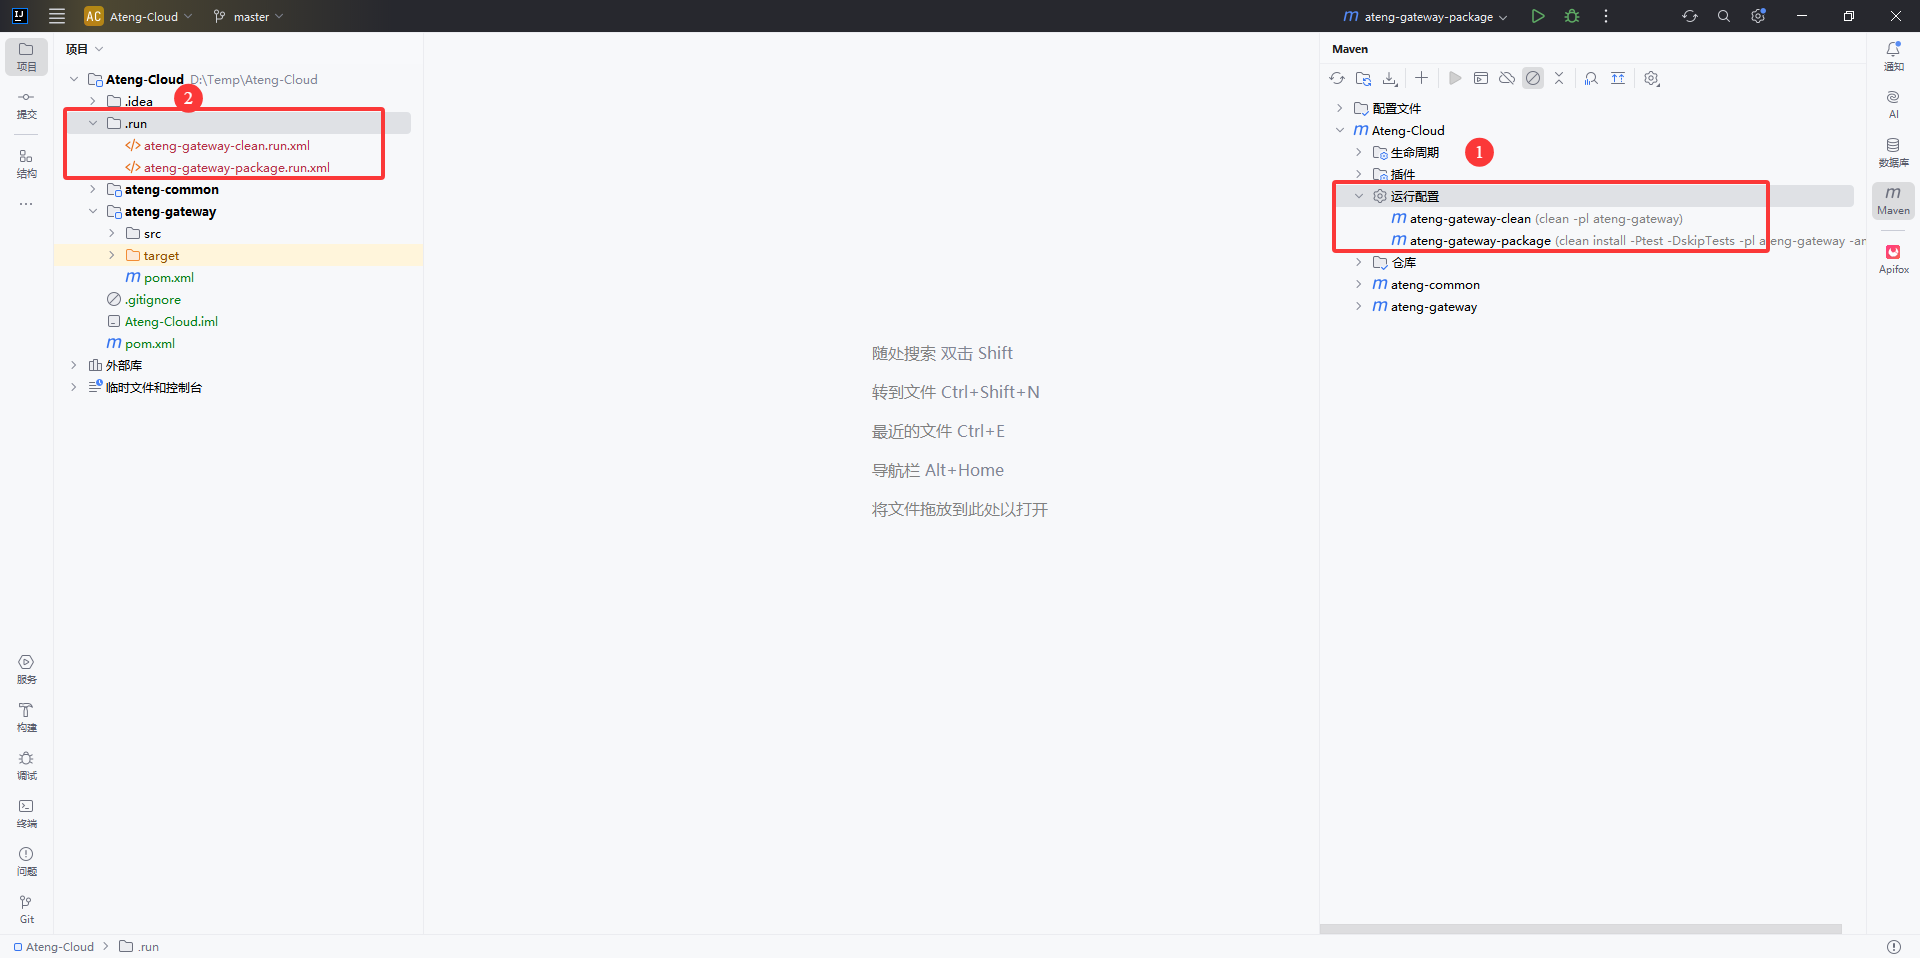 AC Ateng-Cloud master ateng-gateway-package
项目
提交
结构
服务
构建
调试
终端
问题
Git
项目
Ateng-Cloud D:\Temp\Ateng-Cloud
.idea
2
.run
ateng-gateway-clean.run.xml
ateng-gateway-package.run.xml
ateng-common
ateng-gateway
src
target
pom.xml
.gitignore
Ateng-Cloud.iml
pom.xml
外部库
临时文件和控制台
随处搜索 双击 Shift
转到文件 Ctrl+Shift+N
最近的文件 Ctrl+E
导航栏 Alt+Home
将文件拖放到此处以打开
Maven
配置文件
Ateng-Cloud
生命周期
1
插件
运行配置
ateng-gateway-clean (clean -pl ateng-gateway)
ateng-gateway-package (clean install -Ptest -DskipTests -pl ateng-gateway -am
仓库
ateng-common
ateng-gateway
通知
AI
数据库
Maven
Apifox
Ateng-Cloud .run